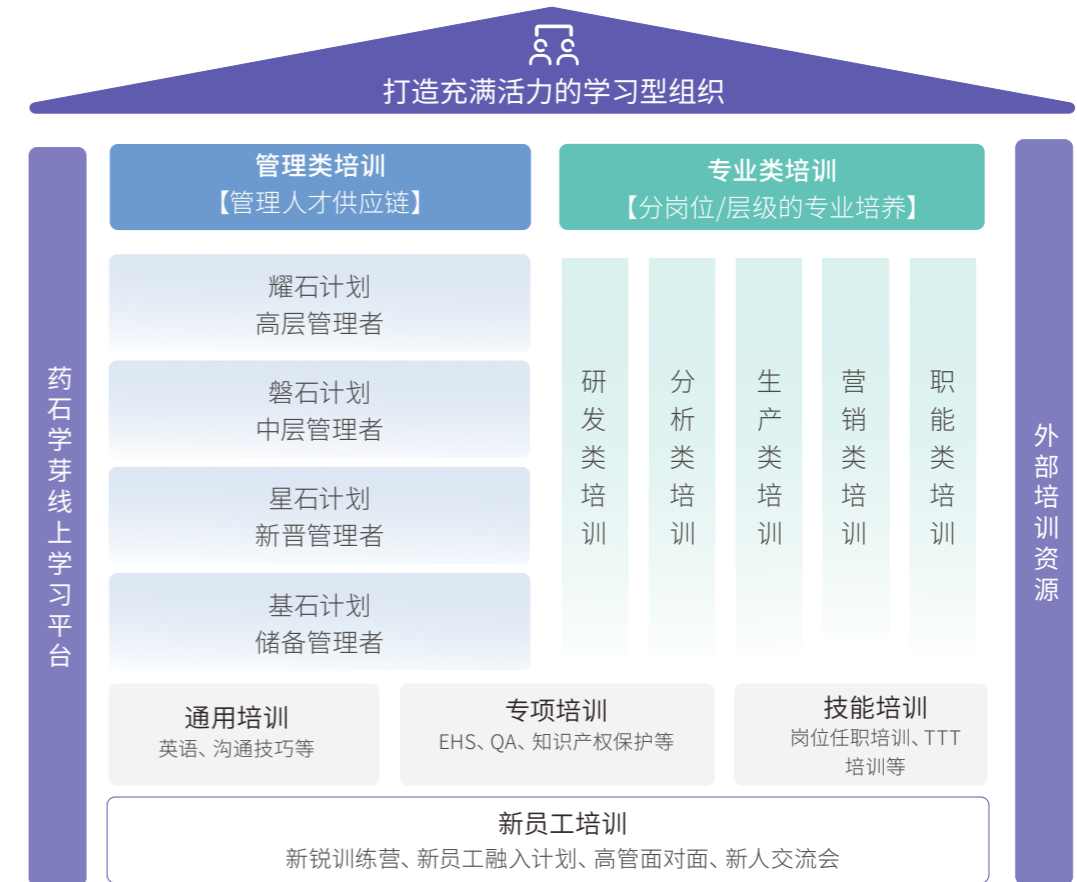 打造充满活力的学习型组织
药石学芽线上学习平台
管理类培训
【管理人才供应链】
耀石计划
高层管理者
磐石计划
中层管理者
星石计划
新晋管理者
基石计划
储备管理者
专业类培训
【分岗位/层级的专业培养】
研发类培训
分析类培训
生产类培训
营销类培训
职能类培训
外部培训资源
通用培训
英语、沟通技巧等
专项培训
EHS、QA、知识产权保护等
技能培训
岗位任职培训、TTT
培训等
新员工培训
新锐训练营、新员工融入计划、高管面对面、新人交流会